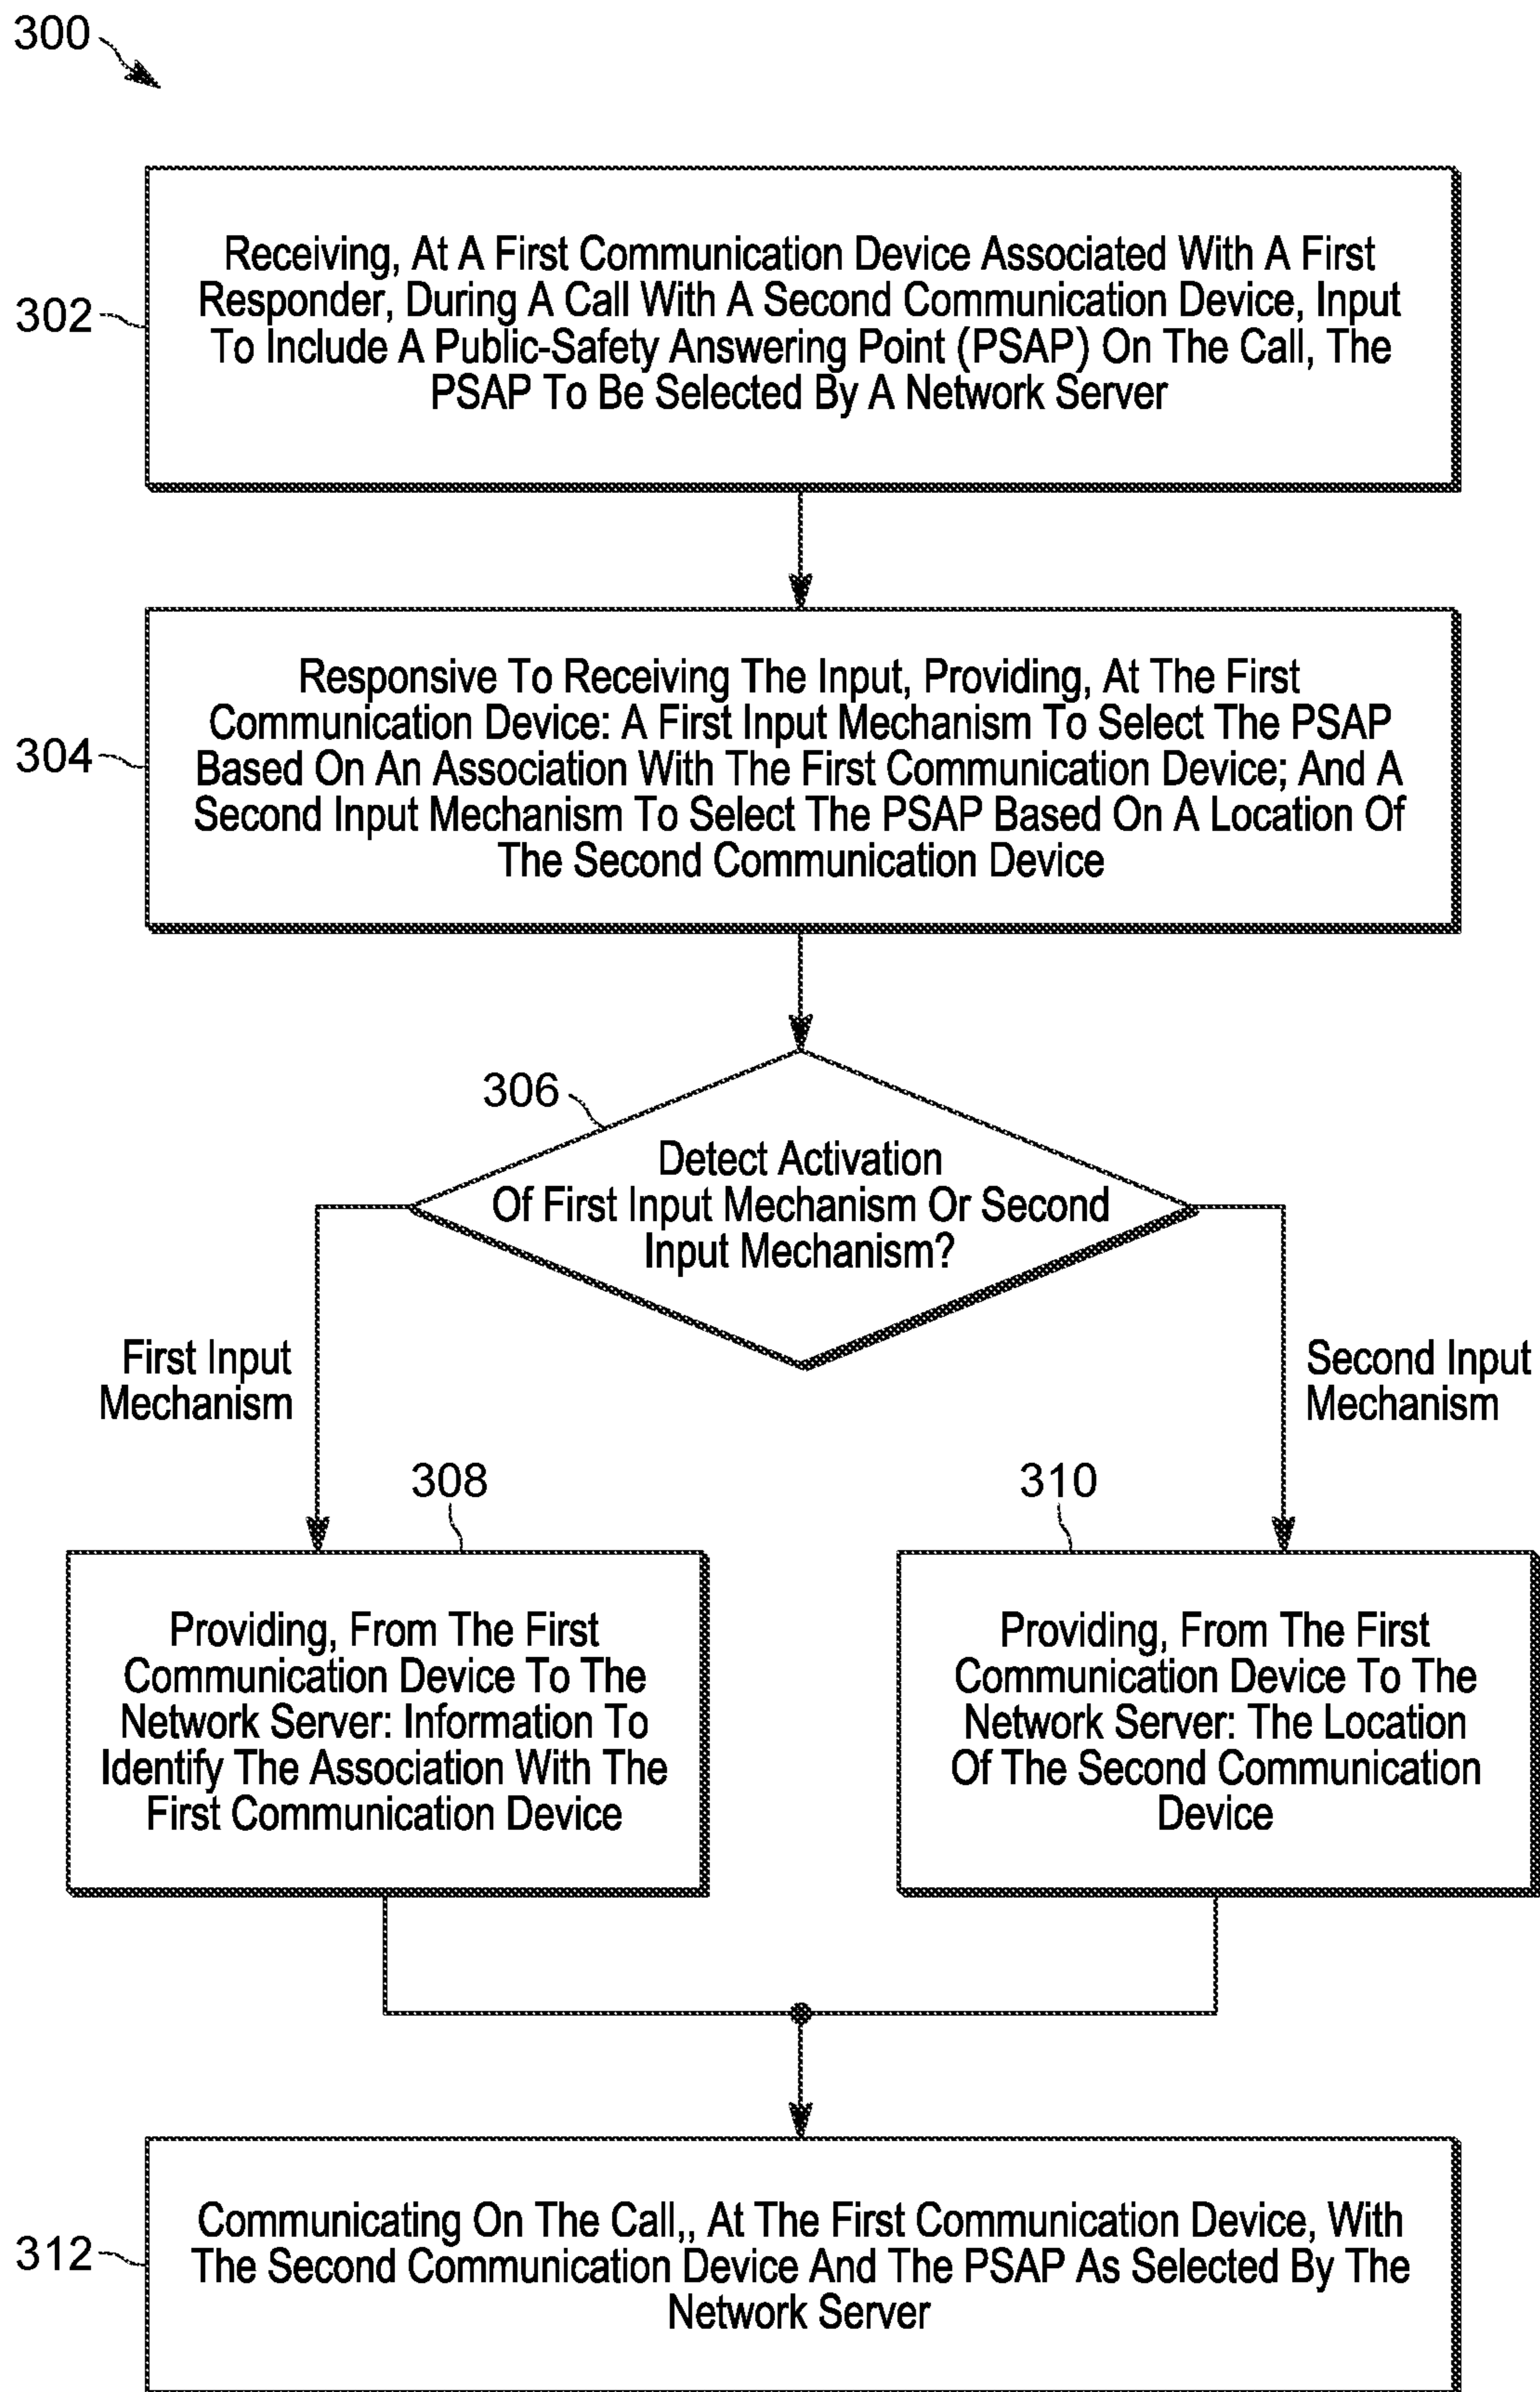 300
302
Receiving, At A First Communication Device Associated With A First
Responder, During A Call With A Second Communication Device, Input
To Include A Public-Safety Answering Point (PSAP) On The Call, The
PSAP To Be Selected By A Network Server
304
Responsive To Receiving The Input, Providing, At The First
Communication Device: A First Input Mechanism To Select The PSAP
Based On An Association With The First Communication Device; And A
Second Input Mechanism To Select The PSAP Based On A Location Of
The Second Communication Device
306
Detect Activation
Of First Input Mechanism Or Second
Input Mechanism?
First Input
Mechanism
Second Input
Mechanism
308
Providing, From The First
Communication Device To The
Network Server: Information To
Identify The Association With The
First Communication Device
310
Providing, From The First
Communication Device To The
Network Server: The Location
Of The Second Communication
Device
312
Communicating On The Call,, At The First Communication Device, With
The Second Communication Device And The PSAP As Selected By The
Network Server